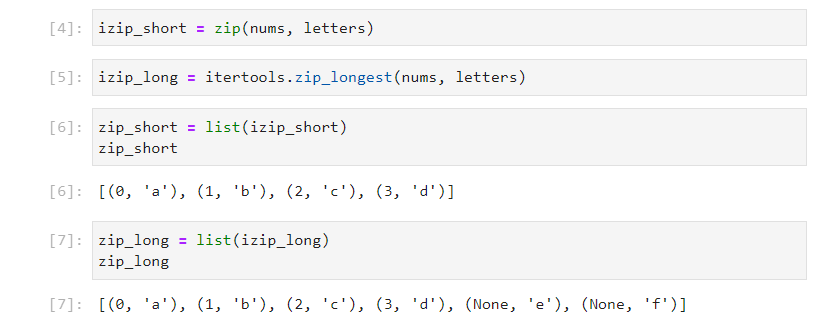 [4]: izip_short = zip(nums, letters)
[5]: izip_long = itertools.zip_longest(nums, letters)
[6]: zip_short = list(izip_short)
zip_short
[6]: [(0, 'a'), (1, 'b'), (2, 'c'), (3, 'd')]
[7]: zip_long = list(izip_long)
zip_long
[7]: [(0, 'a'), (1, 'b'), (2, 'c'), (3, 'd'), (None, 'e'), (None, 'f')]